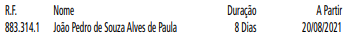 R.F. Nome Duração A Partir
883.314.1 João Pedro de Souza Alves de Paula 8 Dias 20/08/2021